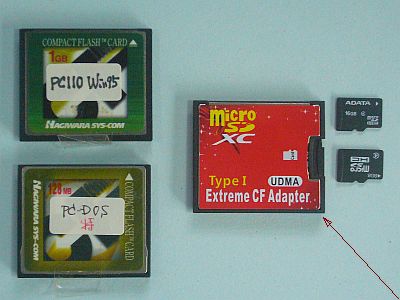 COMPACT FLASH™ CARD
1GB
PC110 Win95
HAGIWARA SYS-COM
COMPACT FLASH™ CARD
128MB
PC-DOS
HAGIWARA SYS-COM
micro
SD
XC
Type I
UDMA
Extreme CF Adapter
ADATA
16GB
micro